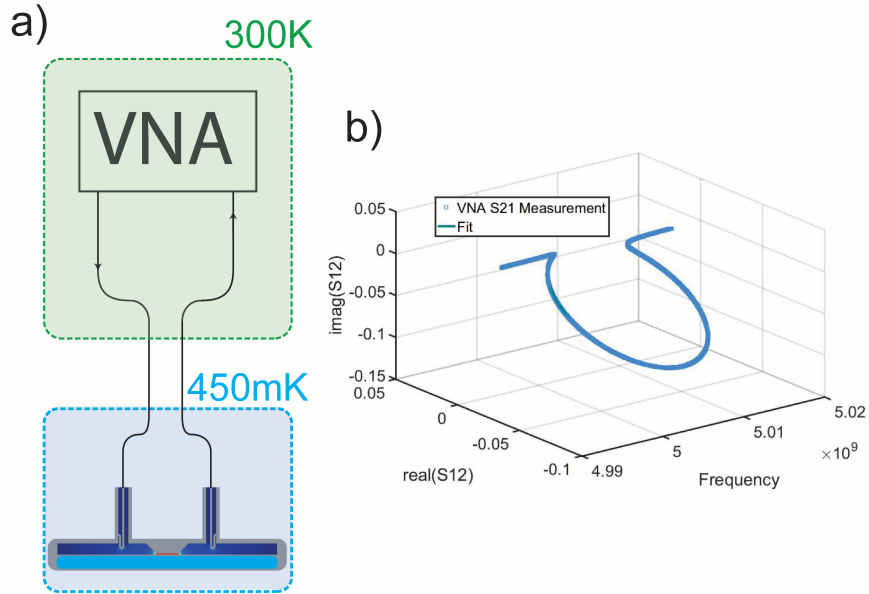 a)
300K
VNA
450mK
b)
VNA S21 Measurement
Fit
0.05
0
-0.05
-0.1
-0.15
imag(S12)
0.05
0
-0.05
-0.1
real(S12)
4.99
5
5.01
5.02
×10⁹
Frequency